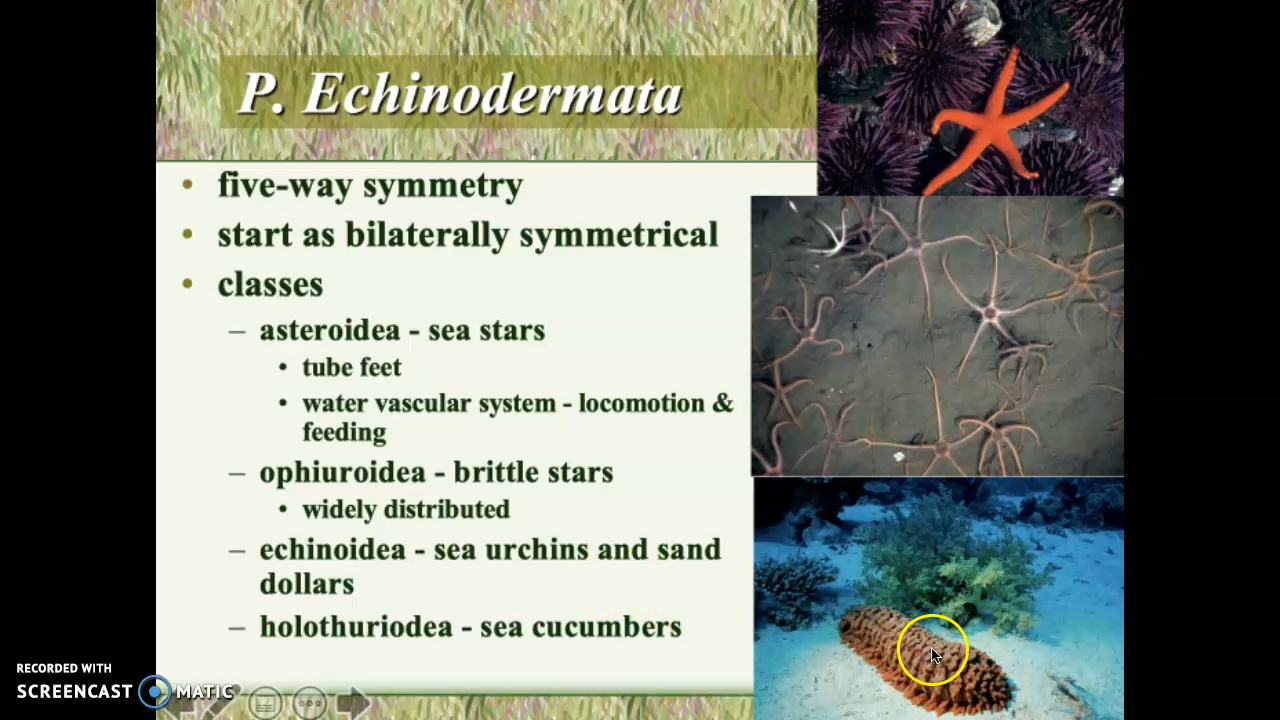 P. Echinodermata
• five-way symmetry
• start as bilaterally symmetrical
• classes
– asteroidea - sea stars
• tube feet
• water vascular system - locomotion &
feeding
– ophiuroidea - brittle stars
• widely distributed
– echinoidea - sea urchins and sand
dollars
– holothuriodea - sea cucumbers
RECORDED WITH
SCREENCAST MATIC